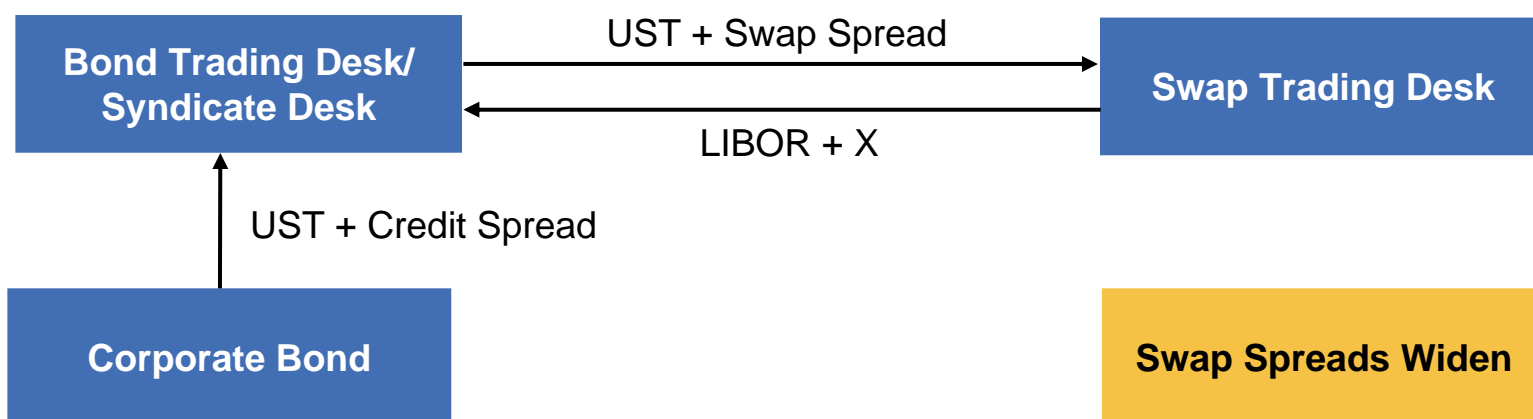 UST + Swap Spread
Bond Trading Desk/
Syndicate Desk
Swap Trading Desk
LIBOR + X
UST + Credit Spread
Corporate Bond
Swap Spreads Widen